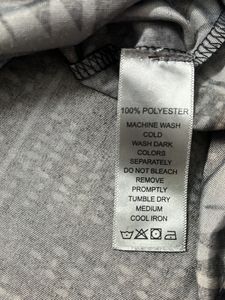 100% POLYESTER
MACHINE WASH
COLD
WASH DARK
COLORS
SEPARATELY
DO NOT BLEACH
REMOVE
PROMPTLY
TUMBLE DRY
MEDIUM
COOL IRON